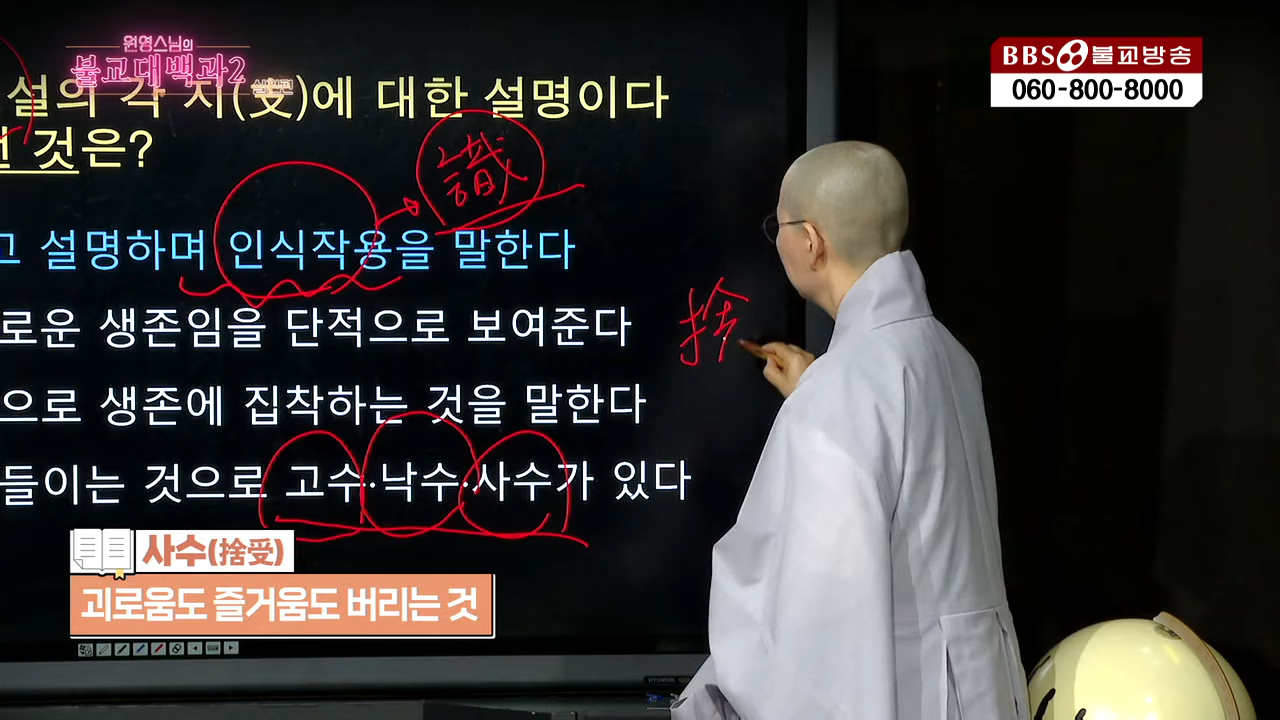 원영스님의
불교대백과2
실전편
BBS 불교방송
060-800-8000
설의 각 지(支)에 대한 설명이다
것은?
識
그 설명하며 인식작용을 말한다
로운 생존임을 단적으로 보여준다
捨
으로 생존에 집착하는 것을 말한다
들이는 것으로 고수·낙수·사수가 있다
사수(捨受)
괴로움도 즐거움도 버리는 것
HYUNDAI